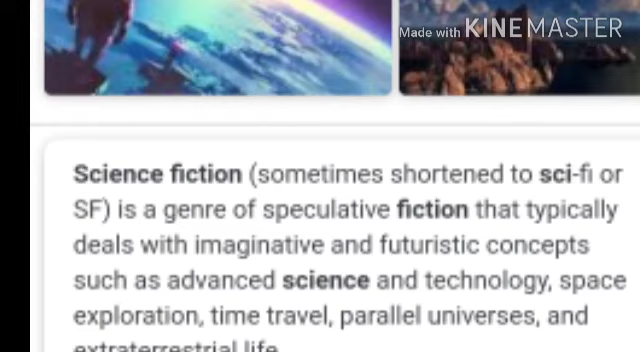 Made with KINEMASTER
Science fiction (sometimes shortened to sci-fi or
SF) is a genre of speculative fiction that typically
deals with imaginative and futuristic concepts
such as advanced science and technology, space
exploration, time travel, parallel universes, and
extraterrestrial life